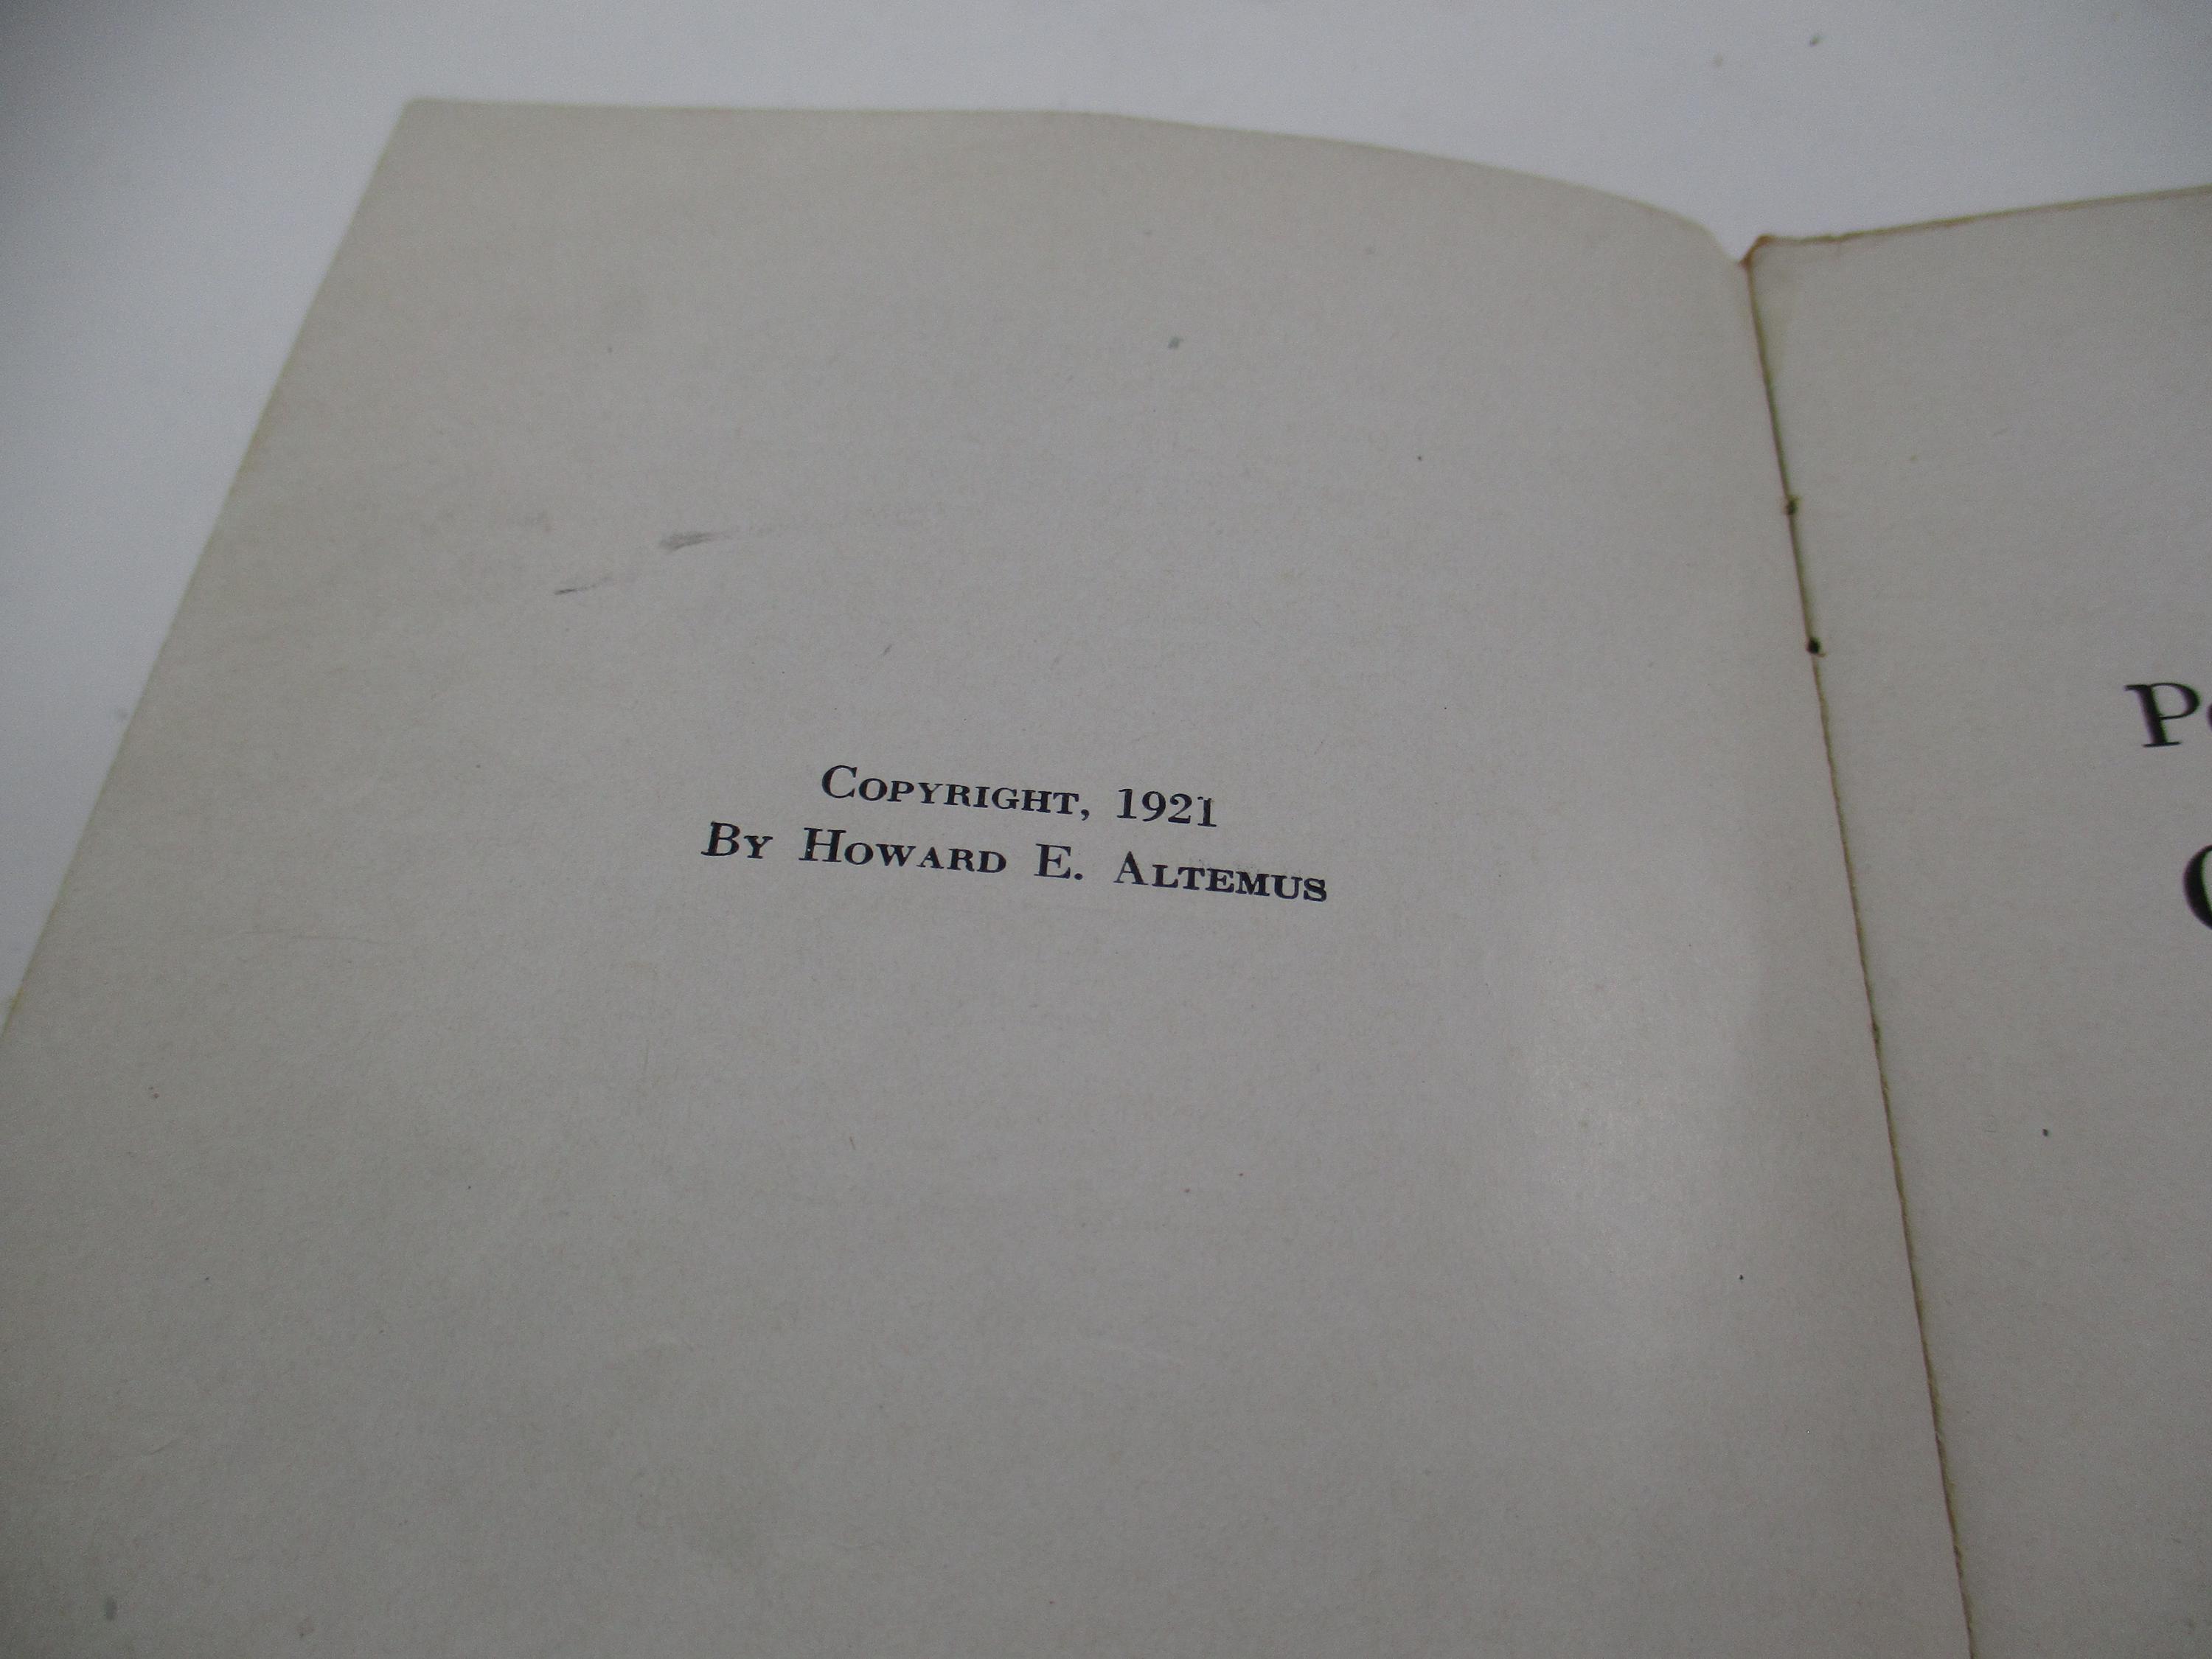 Copyright, 1921
By Howard E. Altemus
P